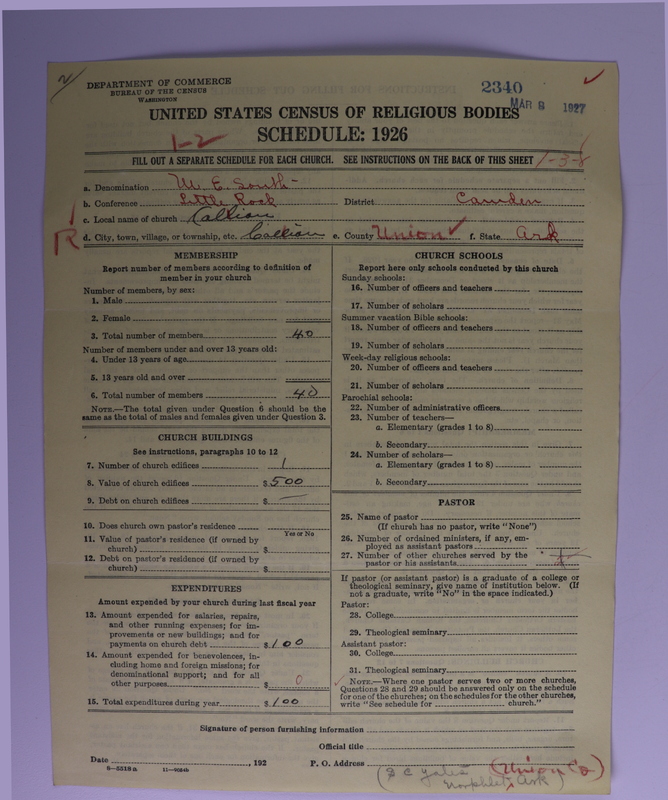 DEPARTMENT OF COMMERCE
BUREAU OF THE CENSUS
WASHINGTON
2340
MAR 8 1927
UNITED STATES CENSUS OF RELIGIOUS BODIES
SCHEDULE: 1926
1-2
FILL OUT A SEPARATE SCHEDULE FOR EACH CHURCH. SEE INSTRUCTIONS ON THE BACK OF THIS SHEET
1-3-8
a. Denomination M. E. South-
b. Conference Little Rock District Camden
c. Local name of church Callion
R
d. City, town, village, or township, etc. Callion e. County Union f. State Ark
MEMBERSHIP
Report number of members according to definition of member in your church
Number of members, by sex:
1. Male
2. Female
3. Total number of members 40
Number of members under and over 13 years old:
4. Under 13 years of age
5. 13 years old and over
6. Total number of members 40
NOTE.—The total given under Question 6 should be the
same as the total of males and females given under Question 3.
CHURCH BUILDINGS
See instructions, paragraphs 10 to 12
7. Number of church edifices 1
8. Value of church edifices $500
9. Debt on church edifices $ —
10. Does church own pastor's residence
Yes or No
11. Value of pastor's residence (if owned by
church) $
12. Debt on pastor's residence (if owned by
church) $
EXPENDITURES
Amount expended by your church during last fiscal year
13. Amount expended for salaries, repairs,
and other running expenses; for im-
provements or new buildings; and for
payments on church debt $100
14. Amount expended for benevolences, in-
cluding home and foreign missions; for
denominational support; and for all
other purposes $ 0
15. Total expenditures during year $100
CHURCH SCHOOLS
Report here only schools conducted by this church
Sunday schools:
16. Number of officers and teachers
17. Number of scholars
Summer vacation Bible schools:
18. Number of officers and teachers
19. Number of scholars
Week-day religious schools:
20. Number of officers and teachers
21. Number of scholars
Parochial schools:
22. Number of administrative officers
23. Number of teachers—
a. Elementary (grades 1 to 8)
b. Secondary
24. Number of scholars—
a. Elementary (grades 1 to 8)
b. Secondary
PASTOR
25. Name of pastor
(If church has no pastor, write "None")
26. Number of ordained ministers, if any, em-
ployed as assistant pastors
27. Number of other churches served by the
pastor or his assistants
If pastor (or assistant pastor) is a graduate of a college or
theological seminary, give name of institution below. (If
not a graduate, write "No" in the space indicated.)
Pastor:
28. College
29. Theological seminary
Assistant pastor:
30. College
31. Theological seminary
NOTE.—Where one pastor serves two or more churches,
Questions 28 and 29 should be answered only on the schedule
for one of the churches; on the schedules for the other churches,
write "See schedule for church."
Signature of person furnishing information
Official title
Date , 192 P. O. Address
8—5518a 11—9054b
(Union Co)
Ark)